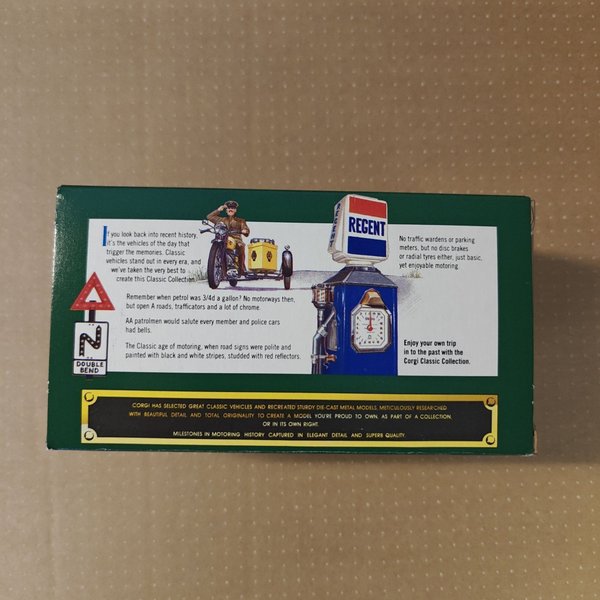 If you look back into recent history,
it's the vehicles of the day that
trigger the memories. Classic
vehicles stand out in every era, and
we've taken the very best to
create this Classic Collection.
Remember when petrol was 3/4d a gallon? No motorways then,
but open A roads, trafficators and a lot of chrome.
AA patrolmen would salute every member and police cars
had bells.
The Classic age of motoring, when road signs were polite and
painted with black and white stripes, studded with red reflectors.
DOUBLE
BEND
REGENT
No traffic wardens or parking
meters, but no disc brakes
or radial tyres either, just basic,
yet enjoyable motoring.
Enjoy your own trip
in to the past with the
Corgi Classic Collection.
CORGI HAS SELECTED GREAT CLASSIC VEHICLES AND RECREATED STURDY DIE-CAST METAL MODELS, METICULOUSLY RESEARCHED
WITH BEAUTIFUL DETAIL AND TOTAL ORIGINALITY TO CREATE A MODEL YOU'RE PROUD TO OWN, AS PART OF A COLLECTION,
OR IN ITS OWN RIGHT.
MILESTONES IN MOTORING HISTORY CAPTURED IN ELEGANT DETAIL AND SUPERB QUALITY.